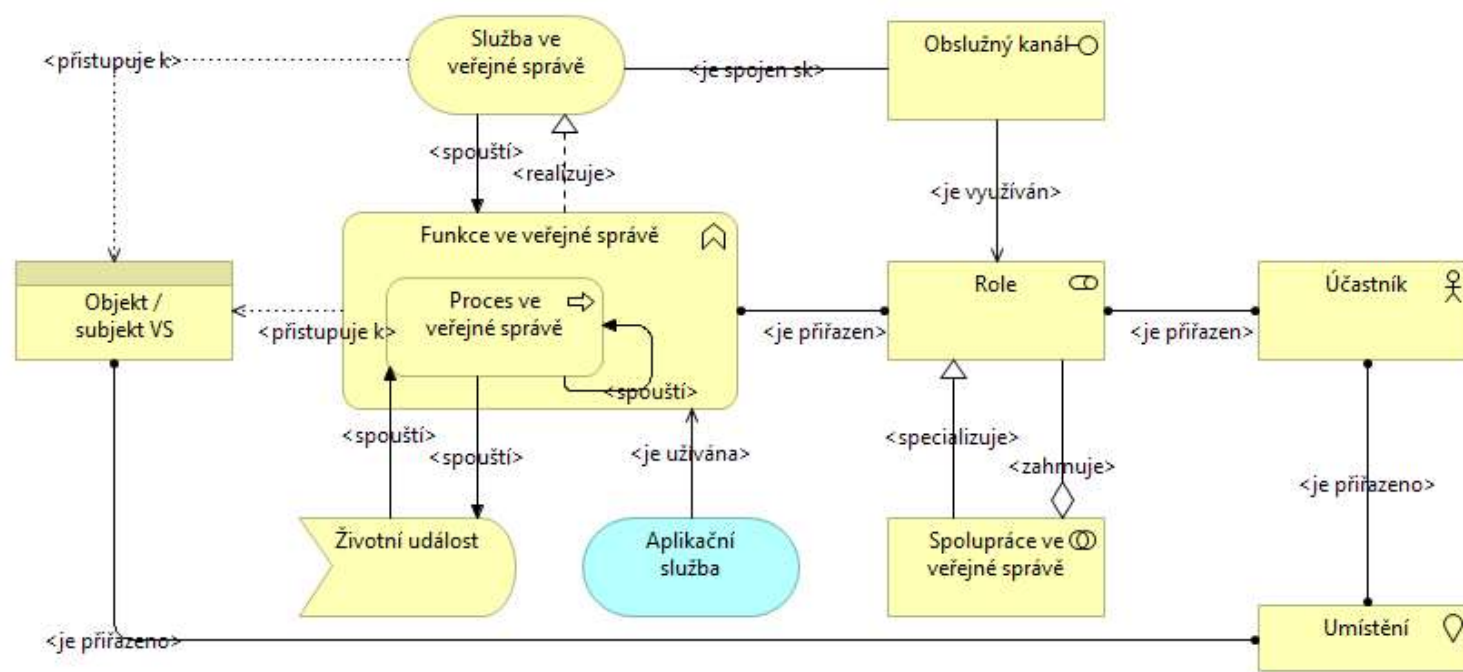 Služba ve
veřejné správě
Obslužný kanál
<přistupuje k>
<je spojen sk>
<spouští>
<realizuje>
<je využíván>
Funkce ve veřejné správě
Objekt /
subjekt VS
Proces ve
veřejné správě
Role
Účastník
<přistupuje k>
<je přiřazen>
<je přiřazen>
<spouští>
<spouští>
<spouští>
<je užívána>
<specializuje>
<zahrnuje>
<je přiřazeno>
Životní událost
Aplikační
služba
Spolupráce ve
veřejné správě
<je přiřazeno>
Umístění